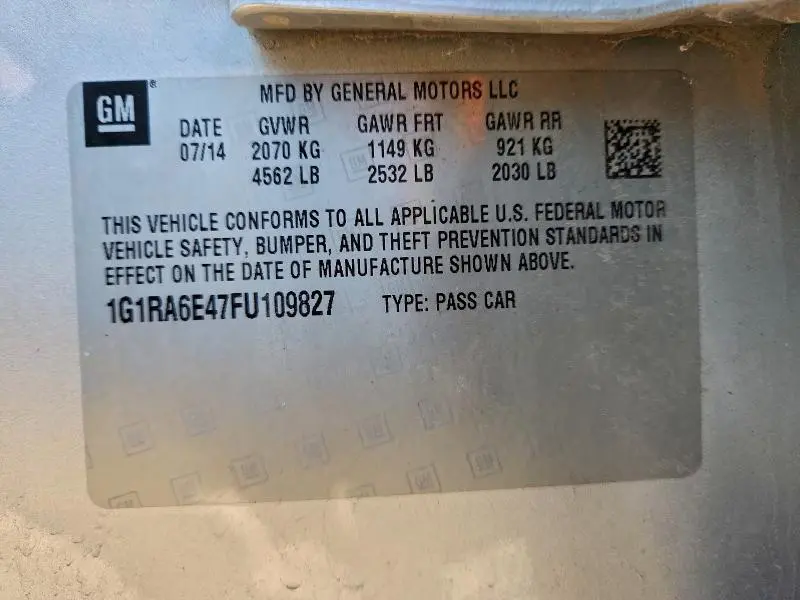 GM ®
MFD BY GENERAL MOTORS LLC
DATE GVWR GAWR FRT GAWR RR
07/14 2070 KG 1149 KG 921 KG
4562 LB 2532 LB 2030 LB
THIS VEHICLE CONFORMS TO ALL APPLICABLE U.S. FEDERAL MOTOR
VEHICLE SAFETY, BUMPER, AND THEFT PREVENTION STANDARDS IN
EFFECT ON THE DATE OF MANUFACTURE SHOWN ABOVE.
1G1RA6E47FU109827 TYPE: PASS CAR